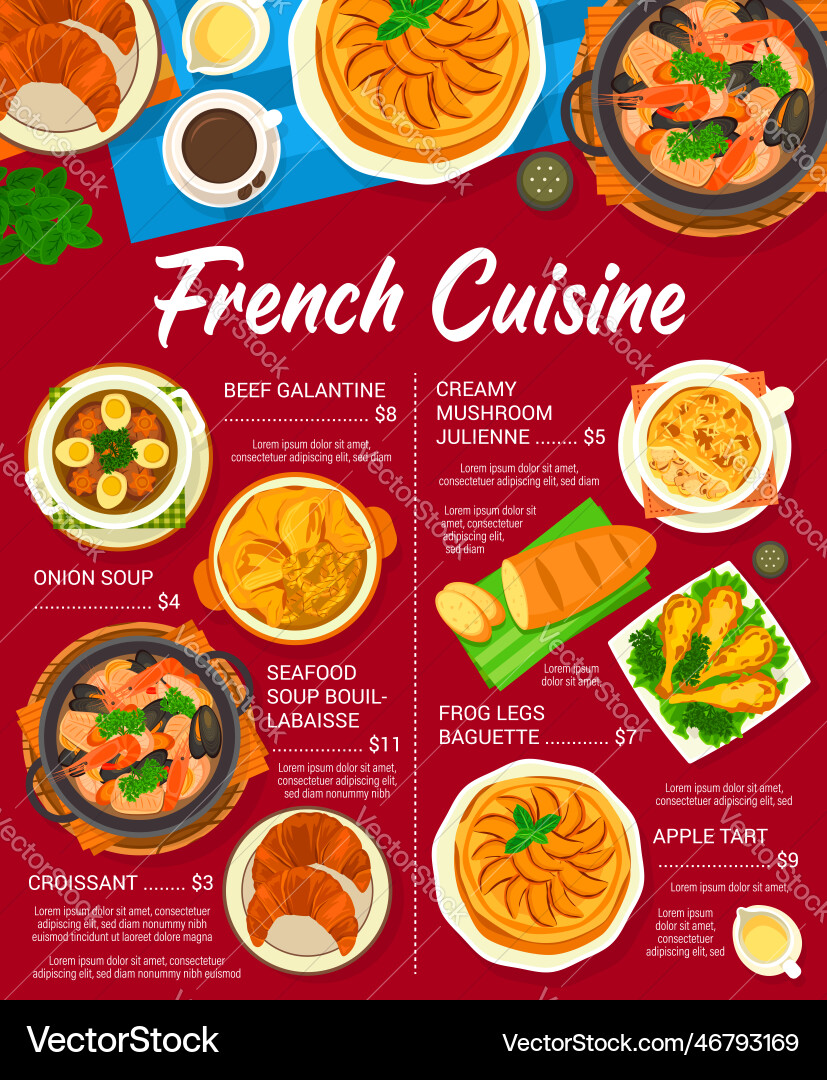 French Cuisine
BEEF GALANTINE
............................ $8
Lorem ipsum dolor sit amet,
consectetuer adipiscing elit, sed diam
ONION SOUP
...................... $4
SEAFOOD
SOUP BOUIL-
LABAISSE
................. $11
Lorem ipsum dolor sit amet,
consectetuer adipiscing elit,
sed diam nonummy nibh
CROISSANT ........ $3
Lorem ipsum dolor sit amet, consectetuer
adipiscing elit, sed diam nonummy nibh
euismod tincidunt ut laoreet dolore magna
Lorem ipsum dolor sit amet, consectetuer
adipiscing elit, sed diam nonummy nibh euismod
CREAMY
MUSHROOM
JULIENNE ........ $5
Lorem ipsum dolor sit amet,
consectetuer adipiscing elit, sed diam
Lorem ipsum dolor sit
amet, consectetuer
adipiscing elit,
sed diam
Lorem ipsum
dolor sit amet,
FROG LEGS
BAGUETTE ............ $7
Lorem ipsum dolor sit amet,
consectetuer adipiscing elit, sed
APPLE TART
..................... $9
Lorem ipsum dolor sit amet,
Lorem ipsum
dolor sit amet,
consectetuer
adipiscing elit, sed
VectorStock
VectorStock.com/46793169